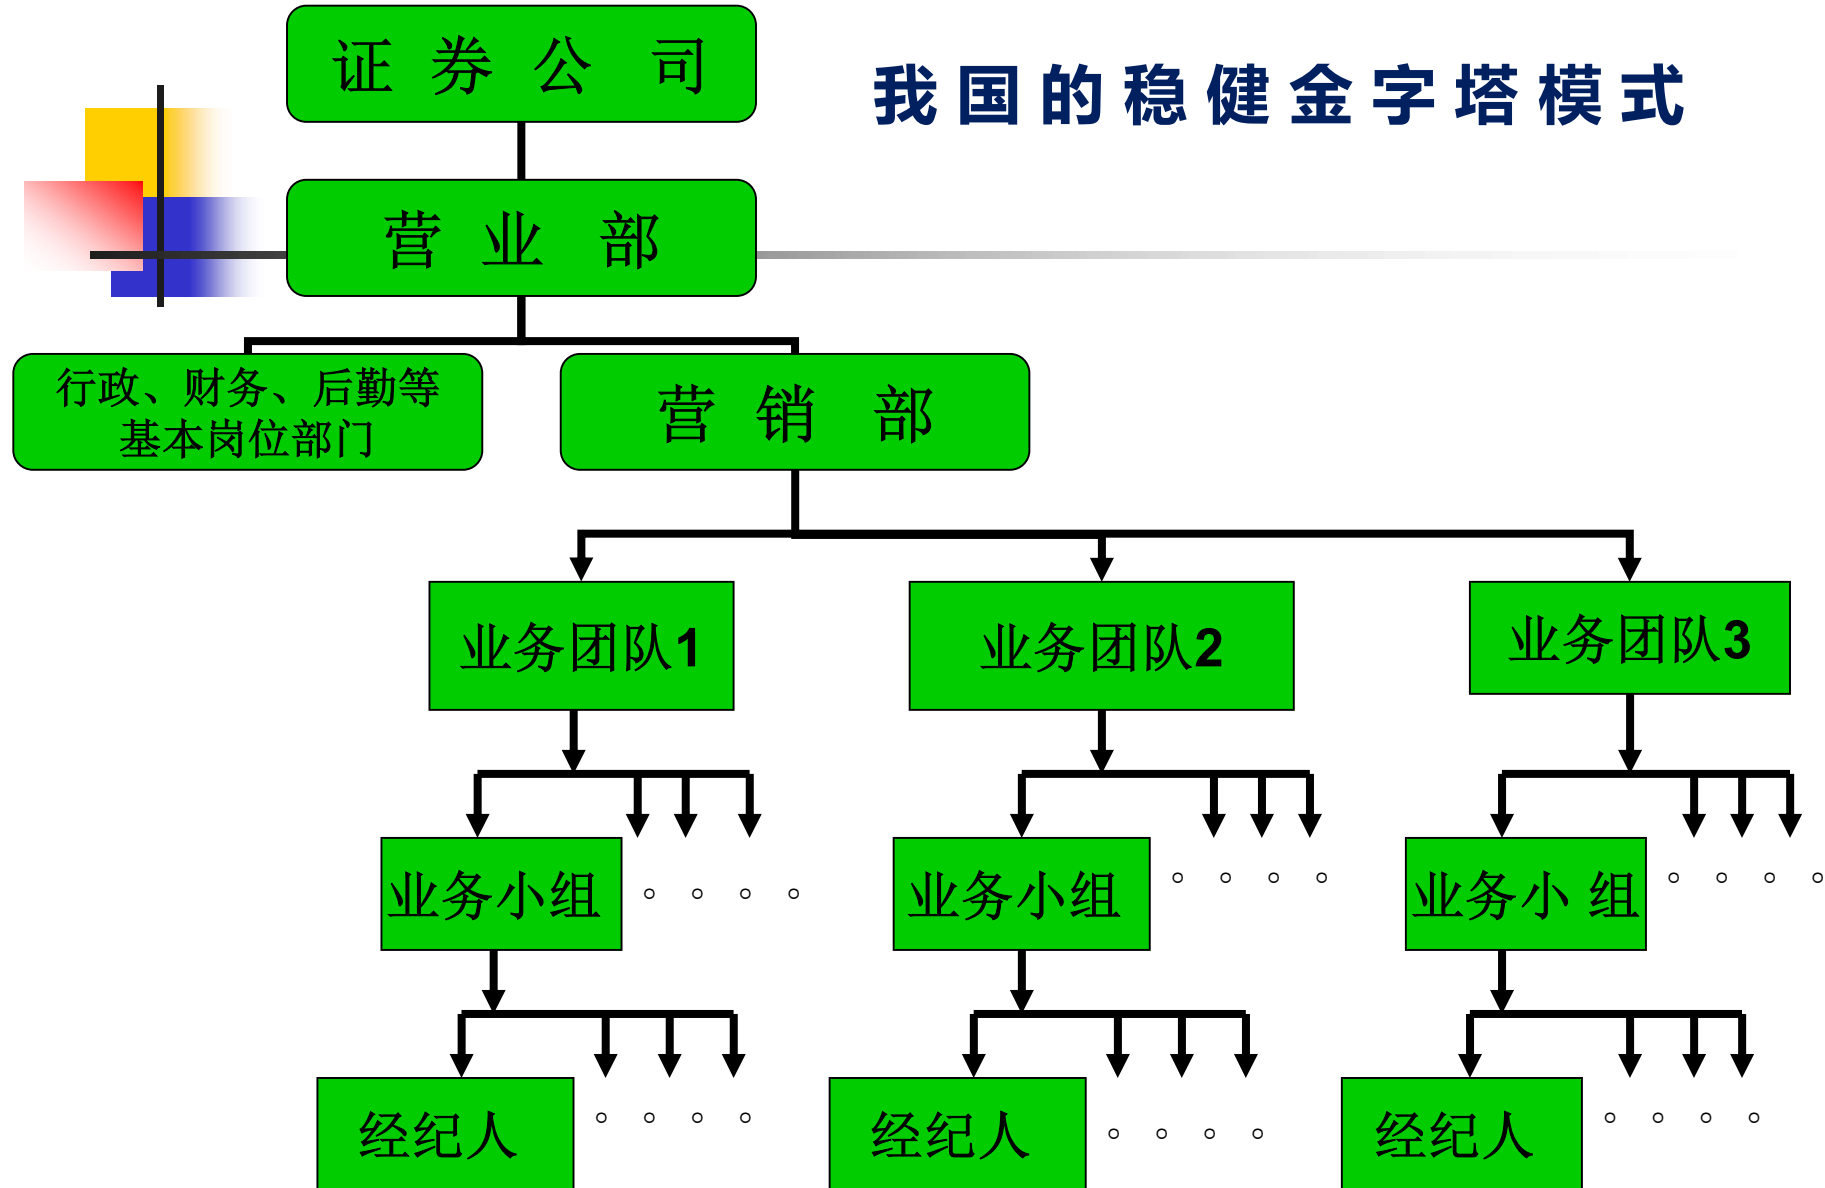 证 券 公 司
我国的稳健金字塔模式
营 业 部
行政、财务、后勤等
基本岗位部门
营 销 部
业务团队1
业务团队2
业务团队3
业务小组
。。。。
业务小组
。。。。
业务小 组
。。。。
经纪人
。。。。
经纪人
。。。。
经纪人
。。。。